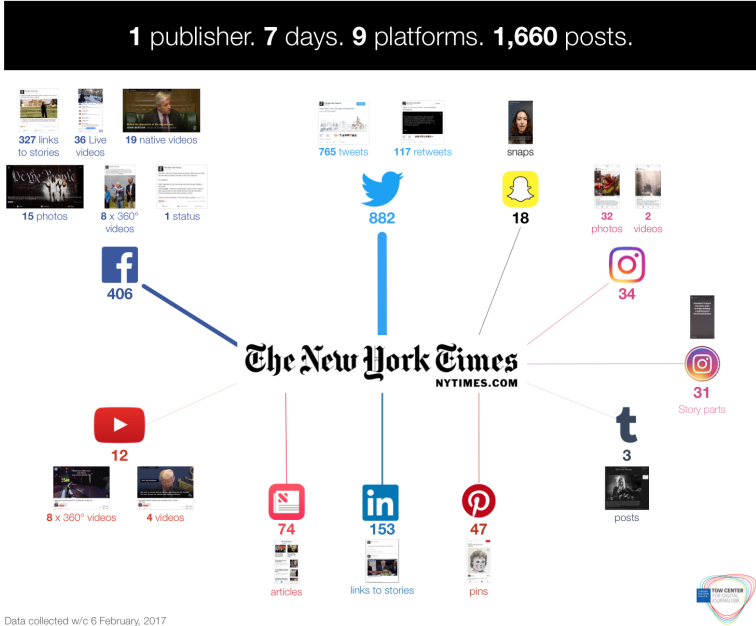 1 publisher. 7 days. 9 platforms. 1,660 posts.
327 links
to stories
36 Live
videos
19 native videos
765 tweets
117 retweets
snaps
15 photos
8 x 360°
videos
1 status
882
18
32
photos
2
videos
406
34
The New York Times
NYTIMES.COM
31
Story parts
12
3
8 x 360° videos
4 videos
posts
74
in
153
47
articles
links to stories
pins
TOW CENTER
FOR DIGITAL
JOURNALISM
Data collected w/c 6 February, 2017